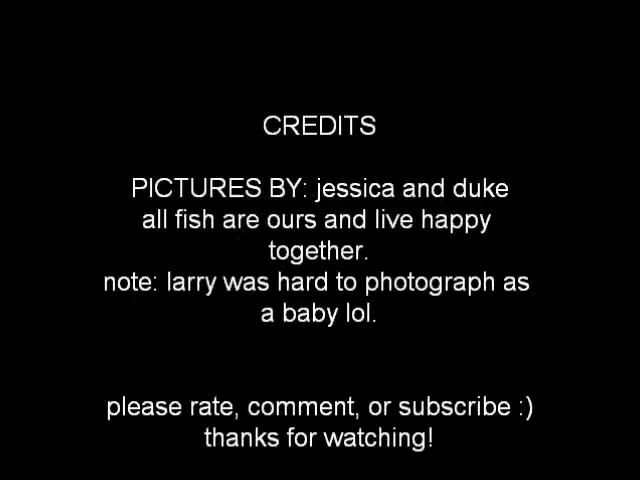 CREDITS
PICTURES BY: jessica and duke
all fish are ours and live happy
together.
note: larry was hard to photograph as
a baby lol.
please rate, comment, or subscribe :)
thanks for watching!